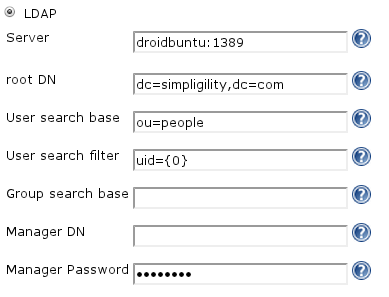 LDAP
Server droidbuntu:1389
root DN dc=simpligility,dc=com
User search base ou=people
User search filter uid={0}
Group search base
Manager DN
Manager Password ••••••••